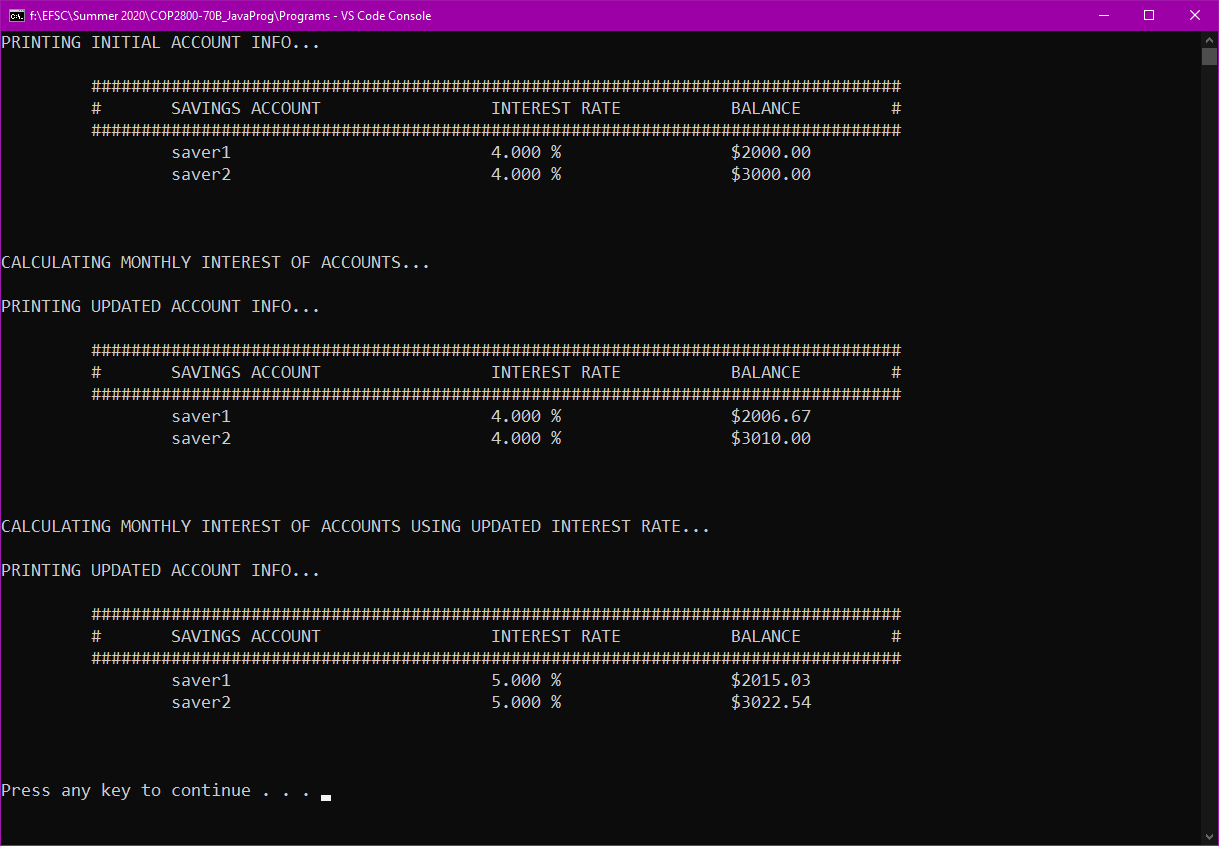 f:\EFSC\Summer 2020\COP2800-70B_JavaProg\Programs - VS Code Console
PRINTING INITIAL ACCOUNT INFO...
#################################################################################
# SAVINGS ACCOUNT INTEREST RATE BALANCE #
#################################################################################
saver1 4.000 % $2000.00
saver2 4.000 % $3000.00
CALCULATING MONTHLY INTEREST OF ACCOUNTS...
PRINTING UPDATED ACCOUNT INFO...
#################################################################################
# SAVINGS ACCOUNT INTEREST RATE BALANCE #
#################################################################################
saver1 4.000 % $2006.67
saver2 4.000 % $3010.00
CALCULATING MONTHLY INTEREST OF ACCOUNTS USING UPDATED INTEREST RATE...
PRINTING UPDATED ACCOUNT INFO...
#################################################################################
# SAVINGS ACCOUNT INTEREST RATE BALANCE #
#################################################################################
saver1 5.000 % $2015.03
saver2 5.000 % $3022.54
Press any key to continue . . .